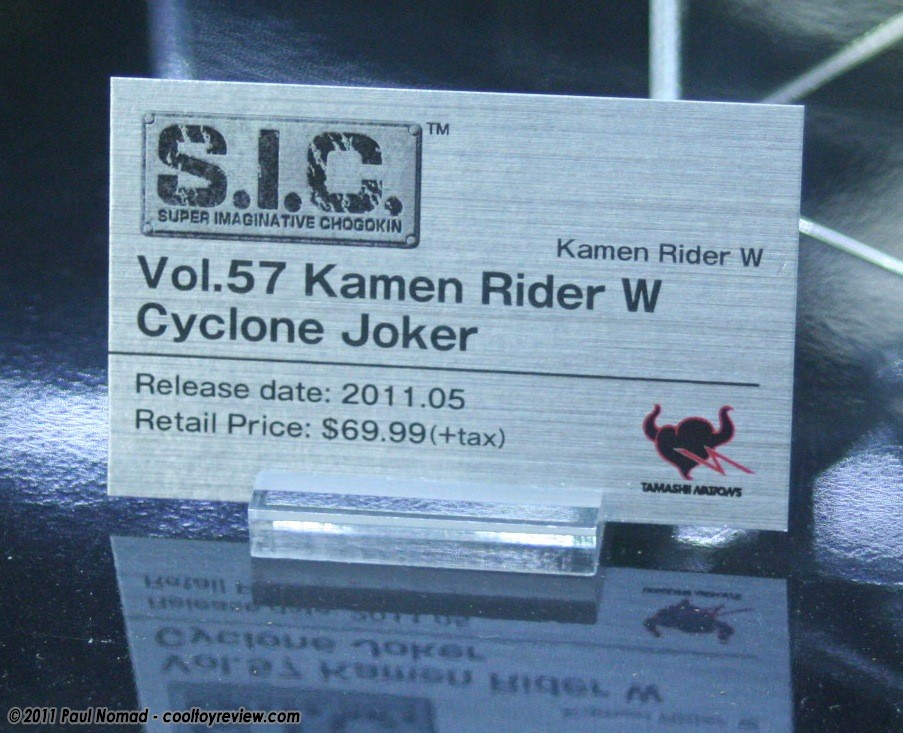 S.I.C.™
SUPER IMAGINATIVE CHOGOKIN
Kamen Rider W
Vol.57 Kamen Rider W
Cyclone Joker
Release date: 2011.05
Retail Price: $69.99(+tax)
TAMASHII NATIONS
©2011 Paul Nomad - cooltoyreview.com